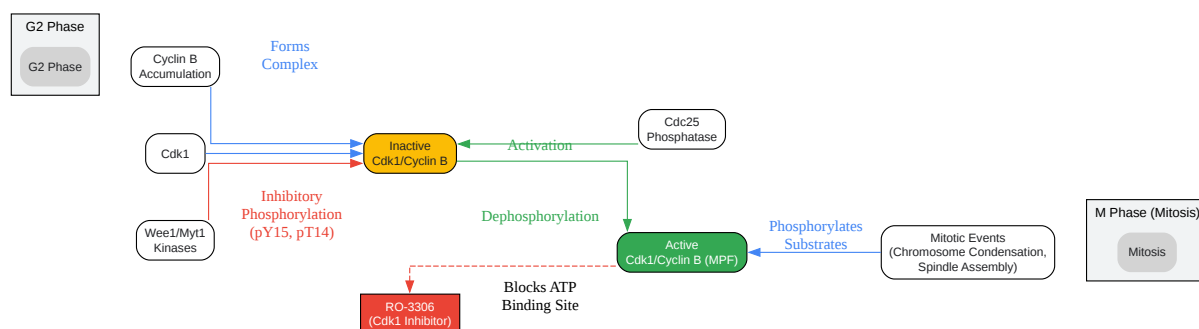 G2 Phase
G2 Phase
Cyclin B
Accumulation
Forms
Complex
Cdk1
Inactive
Cdk1/Cyclin B
Activation
Cdc25
Phosphatase
Wee1/Myt1
Kinases
Inhibitory
Phosphorylation
(pY15, pT14)
Dephosphorylation
Active
Cdk1/Cyclin B (MPF)
Phosphorylates
Substrates
Mitotic Events
(Chromosome Condensation,
Spindle Assembly)
M Phase (Mitosis)
Mitosis
Blocks ATP
Binding Site
RO-3306
(Cdk1 Inhibitor)